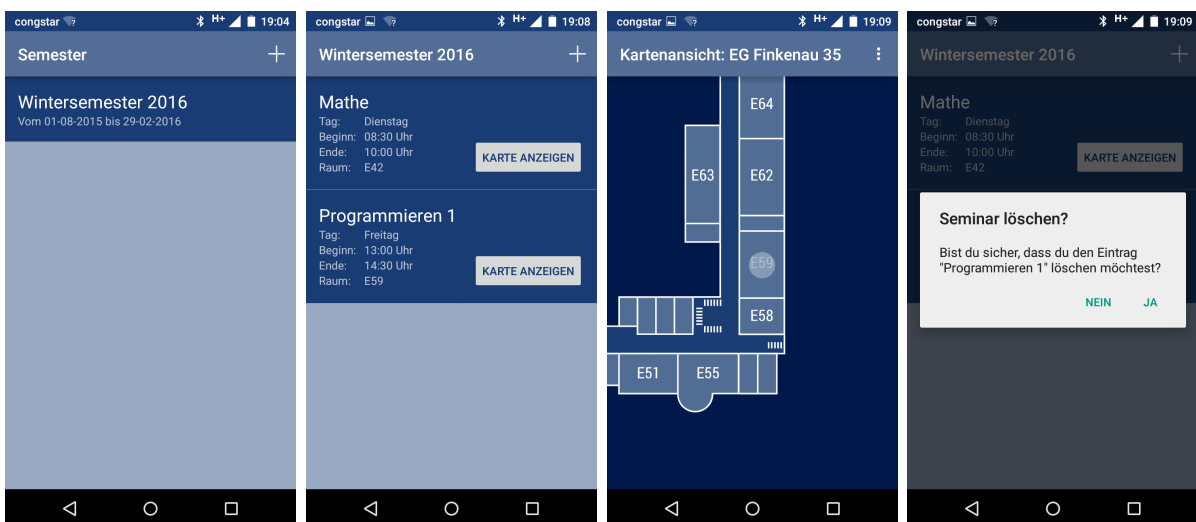 congstar
H+ 19:04
Semester
Wintersemester 2016
Vom 01-08-2015 bis 29-02-2016
congstar
H+ 19:08
Wintersemester 2016
Mathe
Tag: Dienstag
Beginn: 08:30 Uhr
Ende: 10:00 Uhr
Raum: E42
KARTE ANZEIGEN
Programmieren 1
Tag: Freitag
Beginn: 13:00 Uhr
Ende: 14:30 Uhr
Raum: E59
KARTE ANZEIGEN
congstar
H+ 19:09
Kartenansicht: EG Finkenau 35
E64
E63
E62
E59
E58
E51
E55
congstar
H+ 19:09
Wintersemester 2016
Mathe
Tag: Dienstag
Beginn: 08:30 Uhr
Ende: 10:00 Uhr
Raum: E42
KARTE ANZEIGEN
Seminar löschen?
Bist du sicher, dass du den Eintrag
"Programmieren 1" löschen möchtest?
NEIN JA